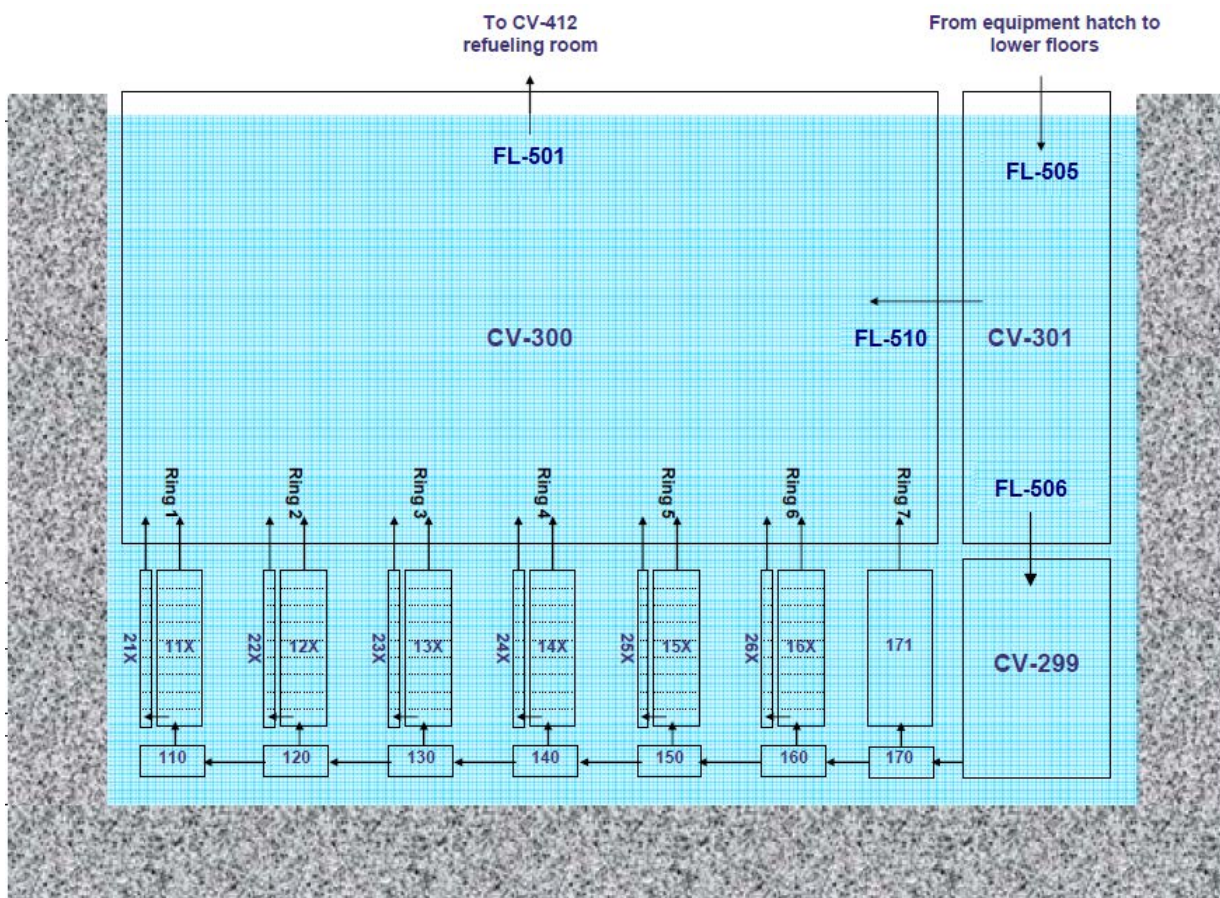 To CV-412
refueling room
From equipment hatch to
lower floors
FL-501
FL-505
CV-300
FL-510
CV-301
FL-506
Ring 1
Ring 2
Ring 3
Ring 4
Ring 5
Ring 6
Ring 7
21X
11X
22X
12X
23X
13X
24X
14X
25X
15X
26X
16X
171
CV-299
110
120
130
140
150
160
170